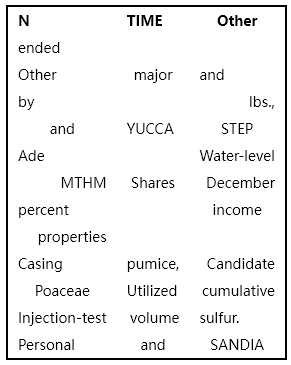 N TIME Other
ended
Other major and
by lbs.,
and YUCCA STEP
Ade Water-level
MTHM Shares December
percent income
properties
Casing pumice, Candidate
Poaceae Utilized cumulative
Injection-test volume sulfur.
Personal and SANDIA